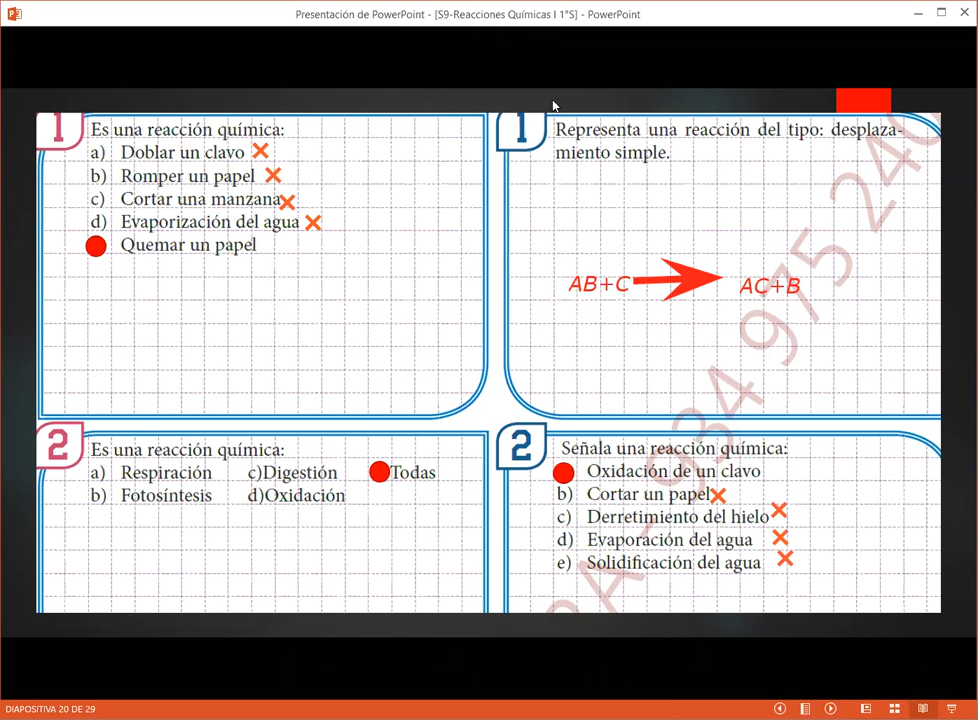 Presentación de PowerPoint - [S9-Reacciones Químicas I 1°S] - PowerPoint
1
Es una reacción química:
a) Doblar un clavo
b) Romper un papel
c) Cortar una manzana
d) Evaporización del agua
Quemar un papel
1
Representa una reacción del tipo: desplaza-
miento simple.
AB+C AC+B
2
Es una reacción química:
a) Respiración c)Digestión Todas
b) Fotosíntesis d)Oxidación
2
Señala una reacción química:
Oxidación de un clavo
b) Cortar un papel
c) Derretimiento del hielo
d) Evaporación del agua
e) Solidificación del agua
A - 934 975 240
DIAPOSITIVA 20 DE 29